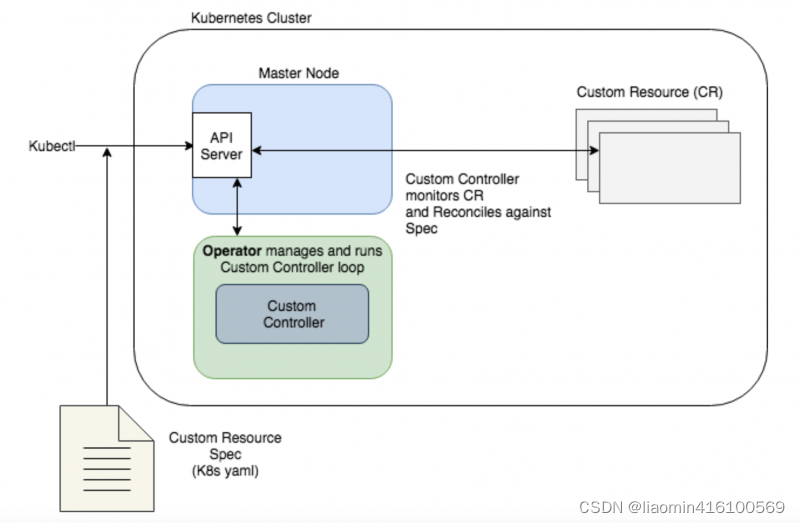 Kubernetes Cluster
Master Node
Custom Resource (CR)
Kubectl
API
Server
Custom Controller
monitors CR
and Reconciles against
Spec
Operator manages and runs
Custom Controller loop
Custom
Controller
Custom Resource
Spec
(K8s yaml)
CSDN @liaomin416100569